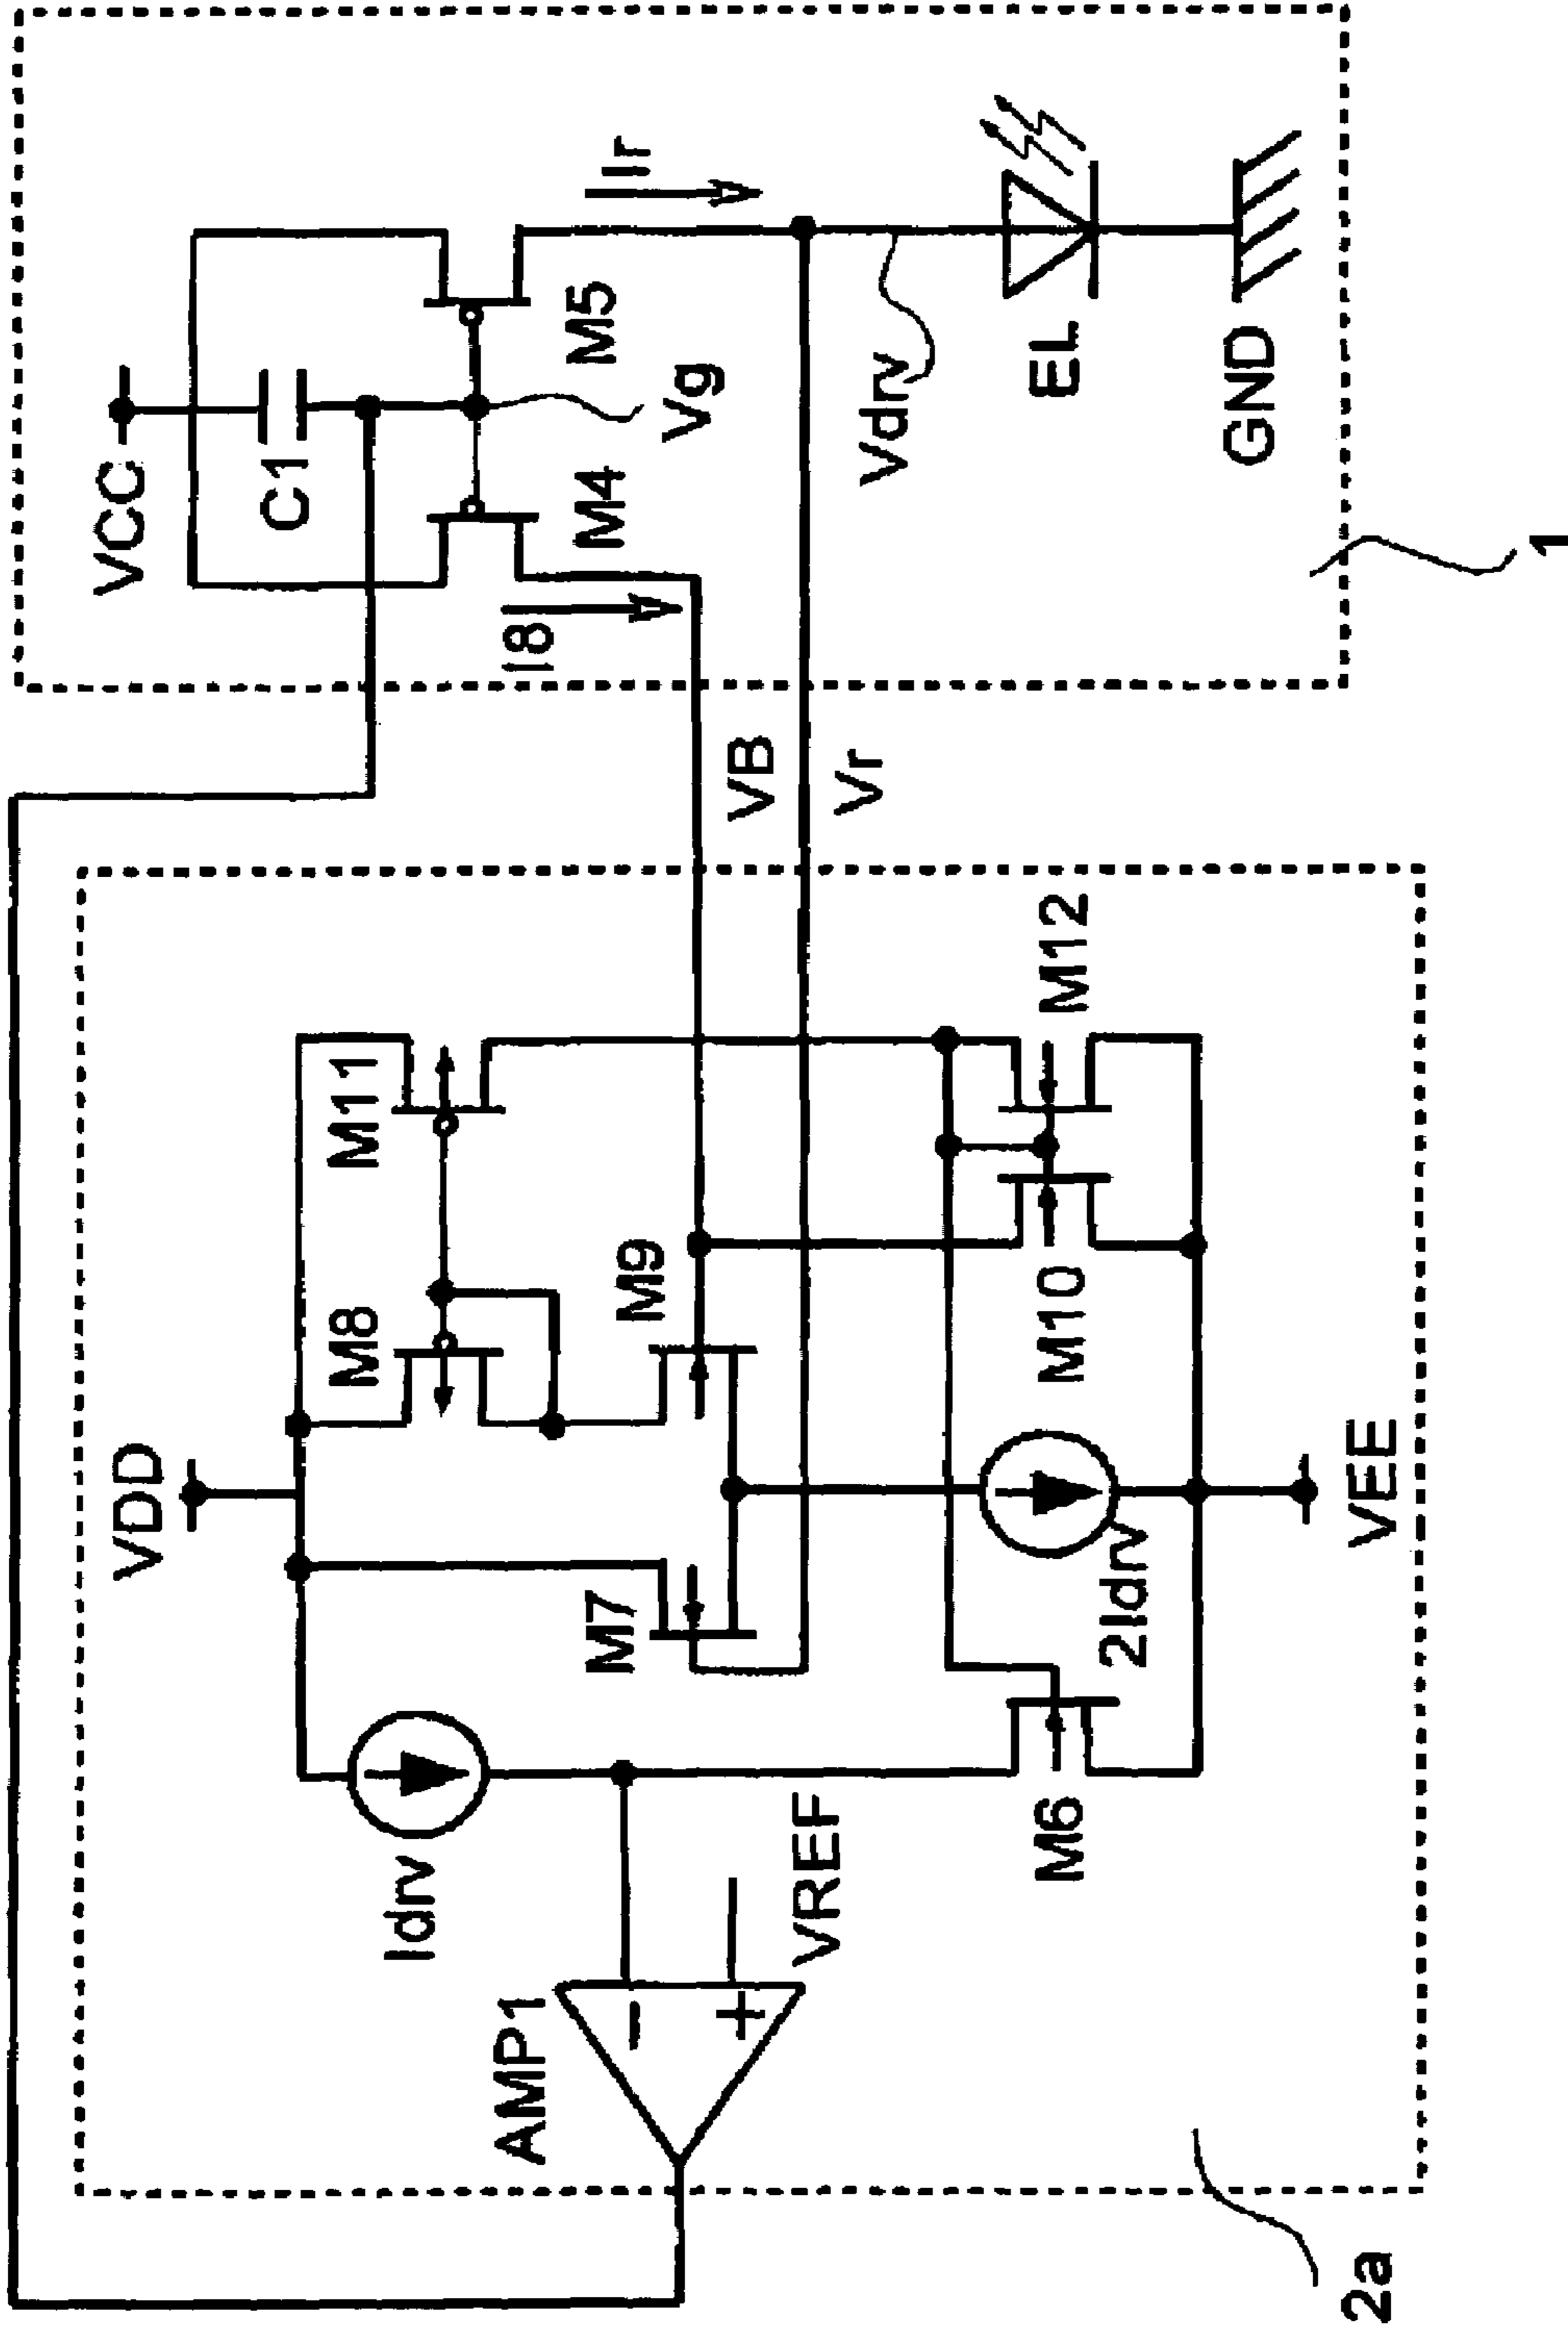 VCC
C1
Ir
M5
M4
Vg
I8
Vdrv
EL
GND
1
VB
Vr
VDD
M11
M8
M9
M7
M12
M10
Idrv
2Idrv
M6
VEE
AMP1
−
+
VREF
2a